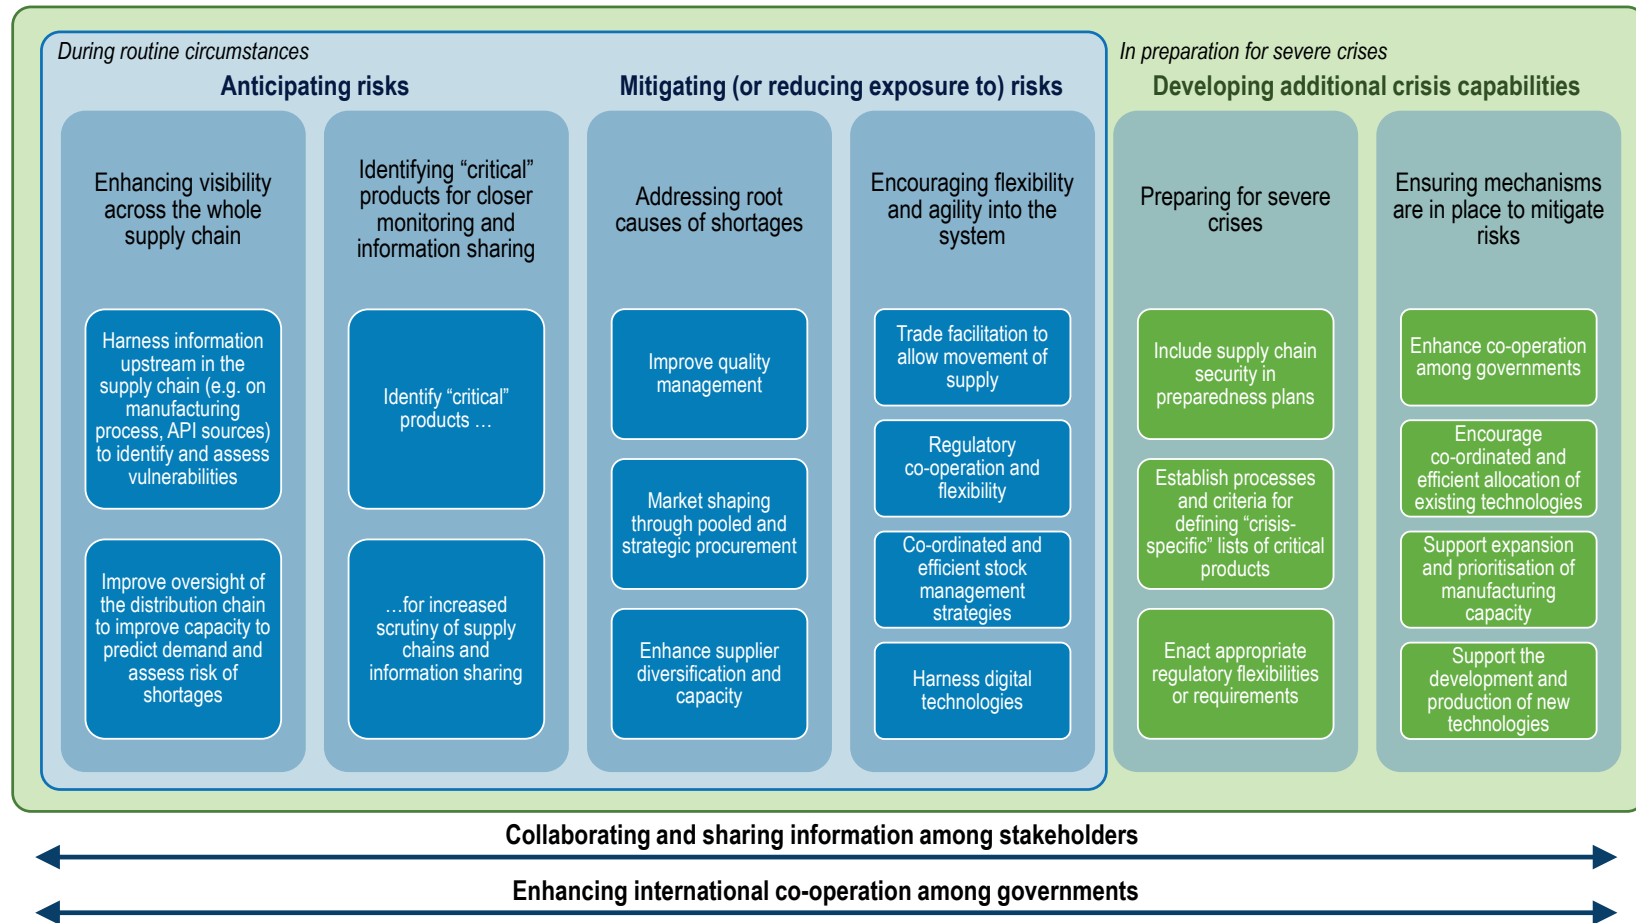 During routine circumstances
In preparation for severe crises
Anticipating risks
Mitigating (or reducing exposure to) risks
Developing additional crisis capabilities
Enhancing visibility
across the whole
supply chain
Harness information
upstream in the
supply chain (e.g. on
manufacturing
process, API sources)
to identify and assess
vulnerabilities
Improve oversight of
the distribution chain
to improve capacity to
predict demand and
assess risk of
shortages
Identifying “critical”
products for closer
monitoring and
information sharing
Identify “critical”
products …
…for increased
scrutiny of supply
chains and
information sharing
Addressing root
causes of shortages
Improve quality
management
Market shaping
through pooled and
strategic procurement
Enhance supplier
diversification and
capacity
Encouraging flexibility
and agility into the
system
Trade facilitation to
allow movement of
supply
Regulatory
co-operation and
flexibility
Co-ordinated and
efficient stock
management
strategies
Harness digital
technologies
Preparing for severe
crises
Include supply chain
security in
preparedness plans
Establish processes
and criteria for
defining “crisis-
specific” lists of critical
products
Enact appropriate
regulatory flexibilities
or requirements
Ensuring mechanisms
are in place to mitigate
risks
Enhance co-operation
among governments
Encourage
co-ordinated and
efficient allocation of
existing technologies
Support expansion
and prioritisation of
manufacturing
capacity
Support the
development and
production of new
technologies
Collaborating and sharing information among stakeholders
Enhancing international co-operation among governments